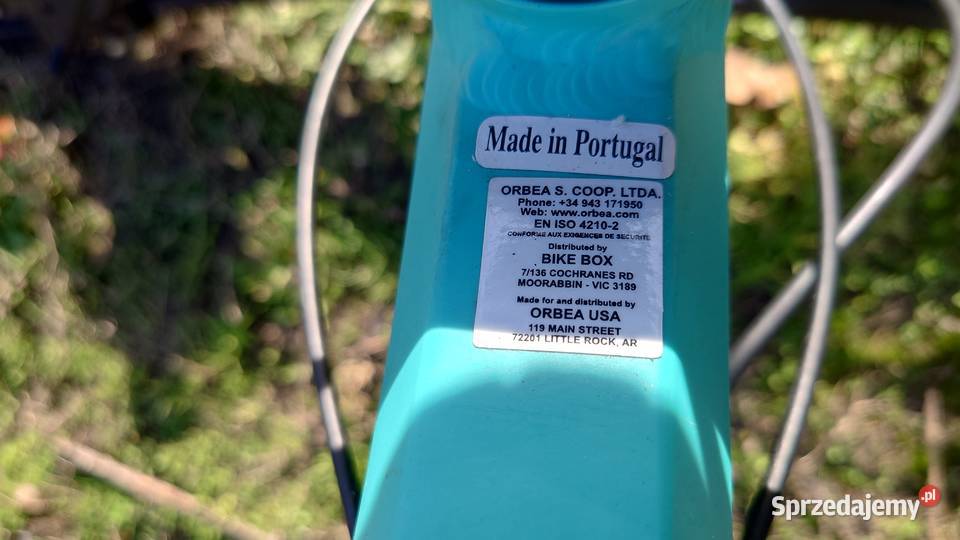 Made in Portugal
ORBEA S. COOP. LTDA.
Phone: +34 943 171950
Web: www.orbea.com
EN ISO 4210-2
CONFORME AUX EXIGENCES DE SECURITE
Distributed by
BIKE BOX
7/136 COCHRANES RD
MOORABBIN - VIC 3189
Made for and distributed by
ORBEA USA
119 MAIN STREET
72201 LITTLE ROCK, AR
Sprzedajemy.pl